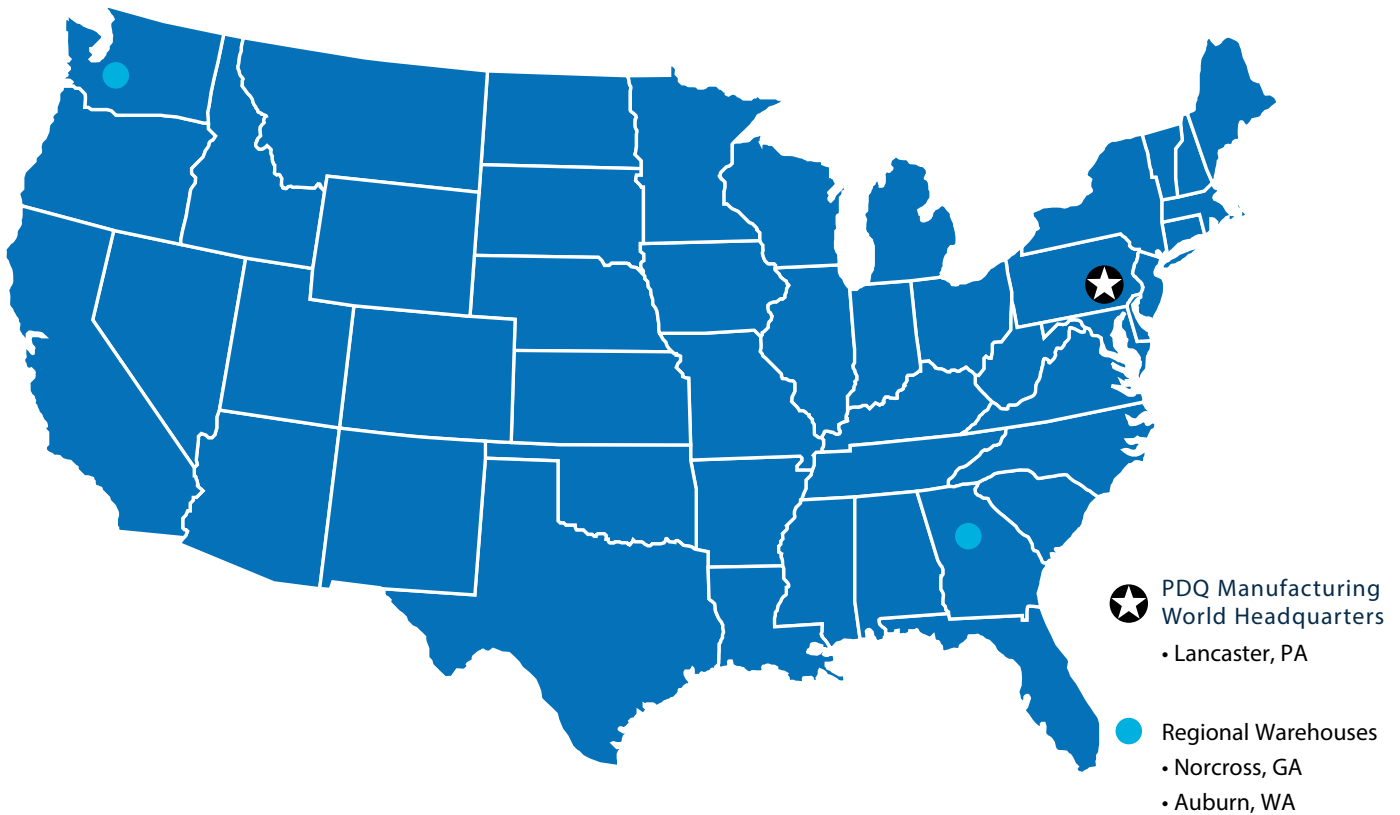 PDQ Manufacturing
World Headquarters
• Lancaster, PA
Regional Warehouses
• Norcross, GA
• Auburn, WA